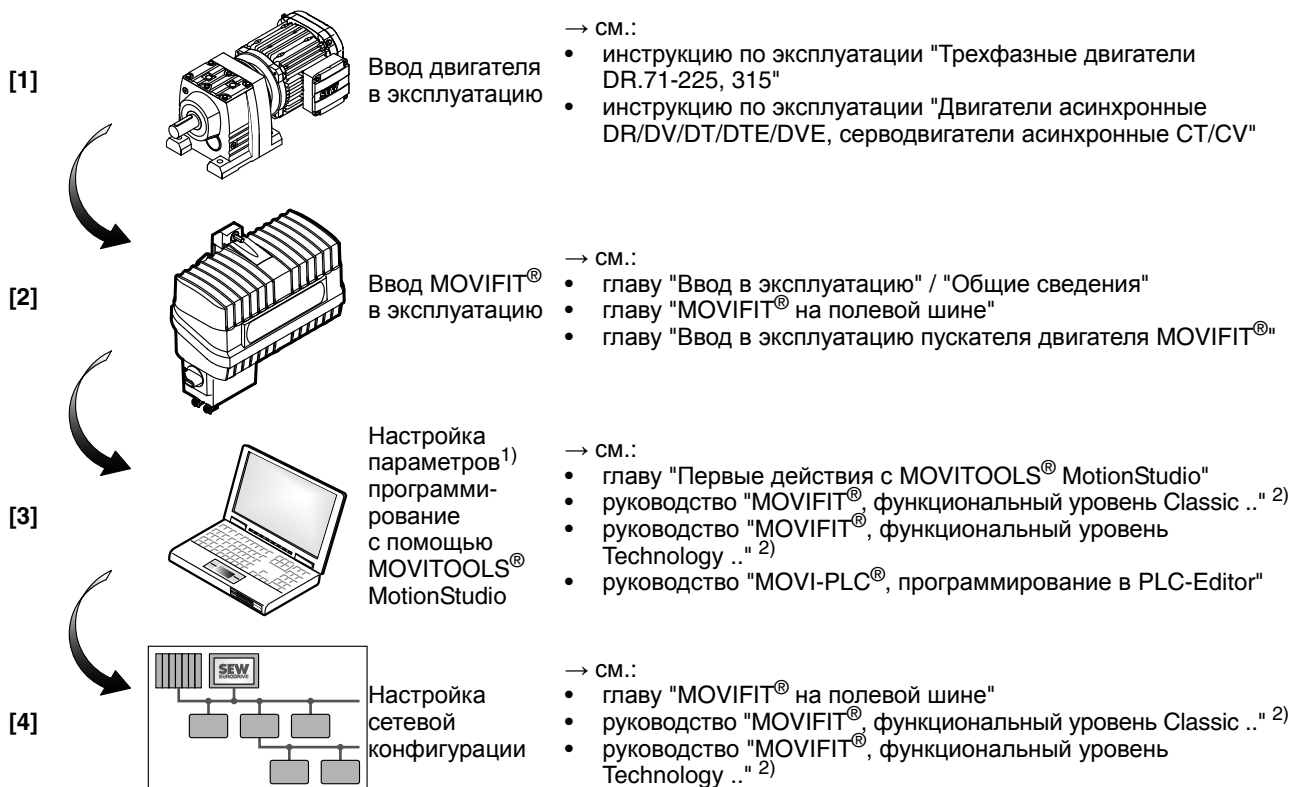 [1]
SEW
Ввод двигателя
в эксплуатацию
→ см.:
• инструкцию по эксплуатации "Трехфазные двигатели
DR.71-225, 315"
• инструкцию по эксплуатации "Двигатели асинхронные
DR/DV/DT/DTE/DVE, серводвигатели асинхронные CT/CV"
[2]
Ввод MOVIFIT®
в эксплуатацию
→ см.:
• главу "Ввод в эксплуатацию" / "Общие сведения"
• главу "MOVIFIT® на полевой шине"
• главу "Ввод в эксплуатацию пускателя двигателя MOVIFIT®"
[3]
Настройка
параметров1)
программи-
рование
с помощью
MOVITOOLS®
MotionStudio
→ см.:
• главу "Первые действия с MOVITOOLS® MotionStudio"
• руководство "MOVIFIT®, функциональный уровень Classic .." 2)
• руководство "MOVIFIT®, функциональный уровень
Technology .." 2)
• руководство "MOVI-PLC®, программирование в PLC-Editor"
[4]
SEW
EURODRIVE
Настройка
сетевой
конфигурации
→ см.:
• главу "MOVIFIT® на полевой шине"
• руководство "MOVIFIT®, функциональный уровень Classic .." 2)
• руководство "MOVIFIT®, функциональный уровень
Technology .." 2)